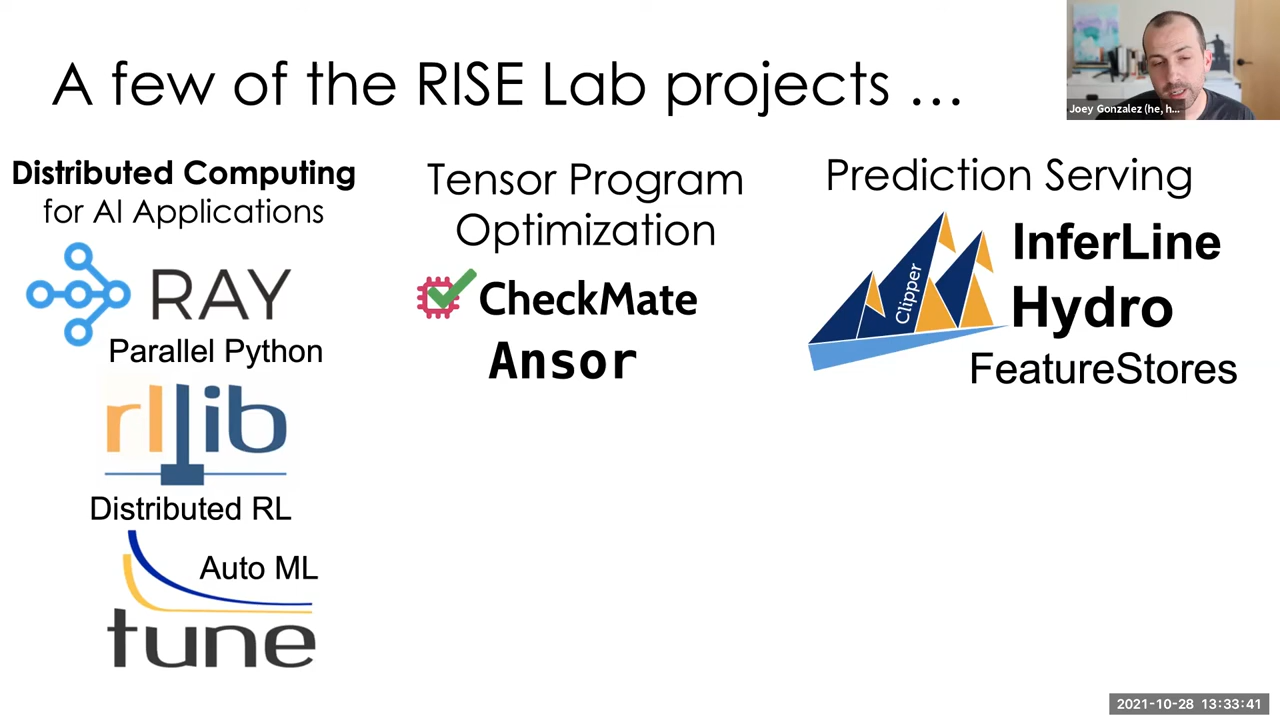 A few of the RISE Lab projects ...
Joey Gonzalez (he, h...
Distributed Computing
for AI Applications
RAY
Parallel Python
rllib
Distributed RL
Auto ML
tune
Tensor Program
Optimization
CheckMate
Ansor
Prediction Serving
Clipper
InferLine
Hydro
FeatureStores
2021-10-28 13:33:41